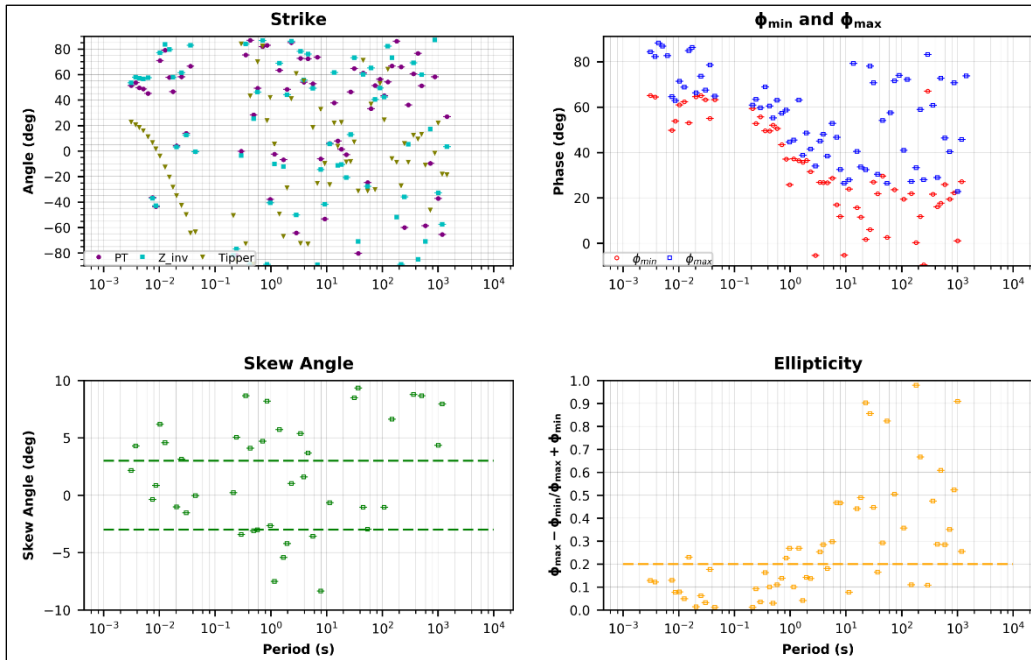 Strike
Angle (deg)
80
60
40
20
0
−20
−40
−60
−80
PT Z_inv Tipper
10⁻³ 10⁻² 10⁻¹ 10⁰ 10¹ 10² 10³ 10⁴
ϕmin and ϕmax
Phase (deg)
80
60
40
20
0
ϕmin ϕmax
10⁻³ 10⁻² 10⁻¹ 10⁰ 10¹ 10² 10³ 10⁴
Skew Angle
Skew Angle (deg)
10
5
0
−5
−10
10⁻³ 10⁻² 10⁻¹ 10⁰ 10¹ 10² 10³ 10⁴
Period (s)
Ellipticity
ϕmax − ϕmin/ϕmax + ϕmin
1.0
0.9
0.8
0.7
0.6
0.5
0.4
0.3
0.2
0.1
0.0
10⁻³ 10⁻² 10⁻¹ 10⁰ 10¹ 10² 10³ 10⁴
Period (s)